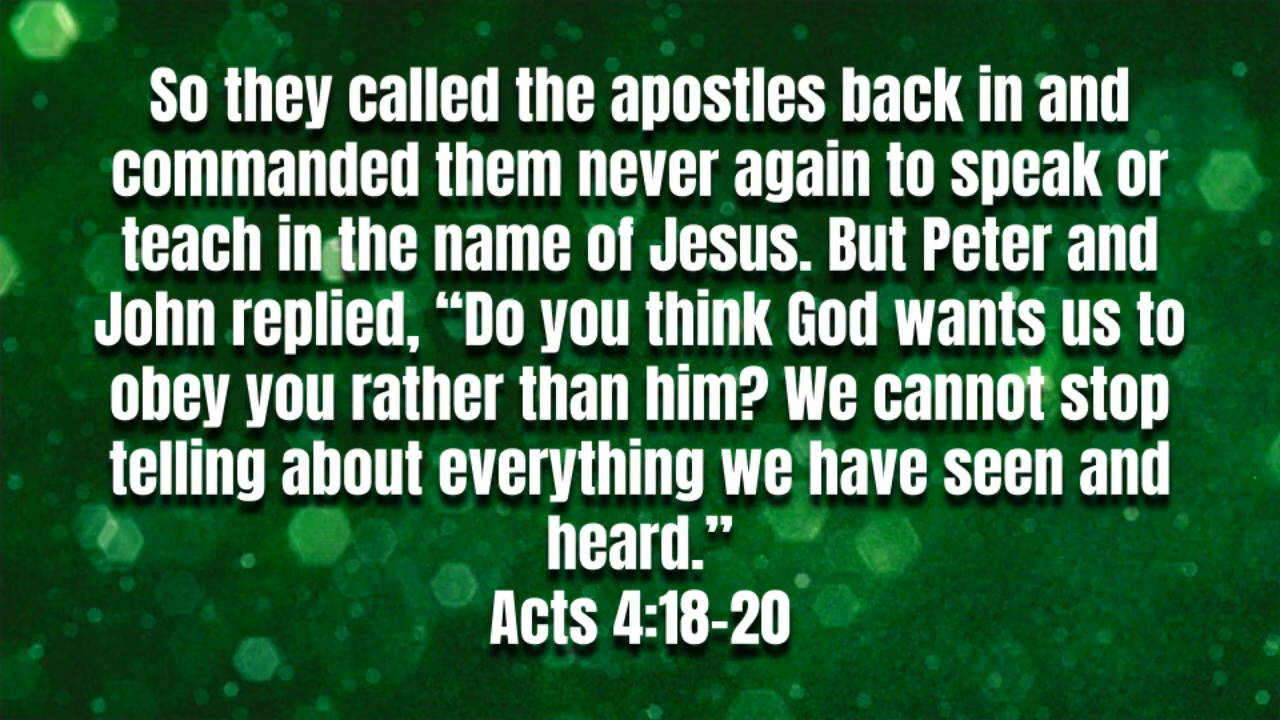 So they called the apostles back in and
commanded them never again to speak or
teach in the name of Jesus. But Peter and
John replied, “Do you think God wants us to
obey you rather than him? We cannot stop
telling about everything we have seen and
heard.”
Acts 4:18-20